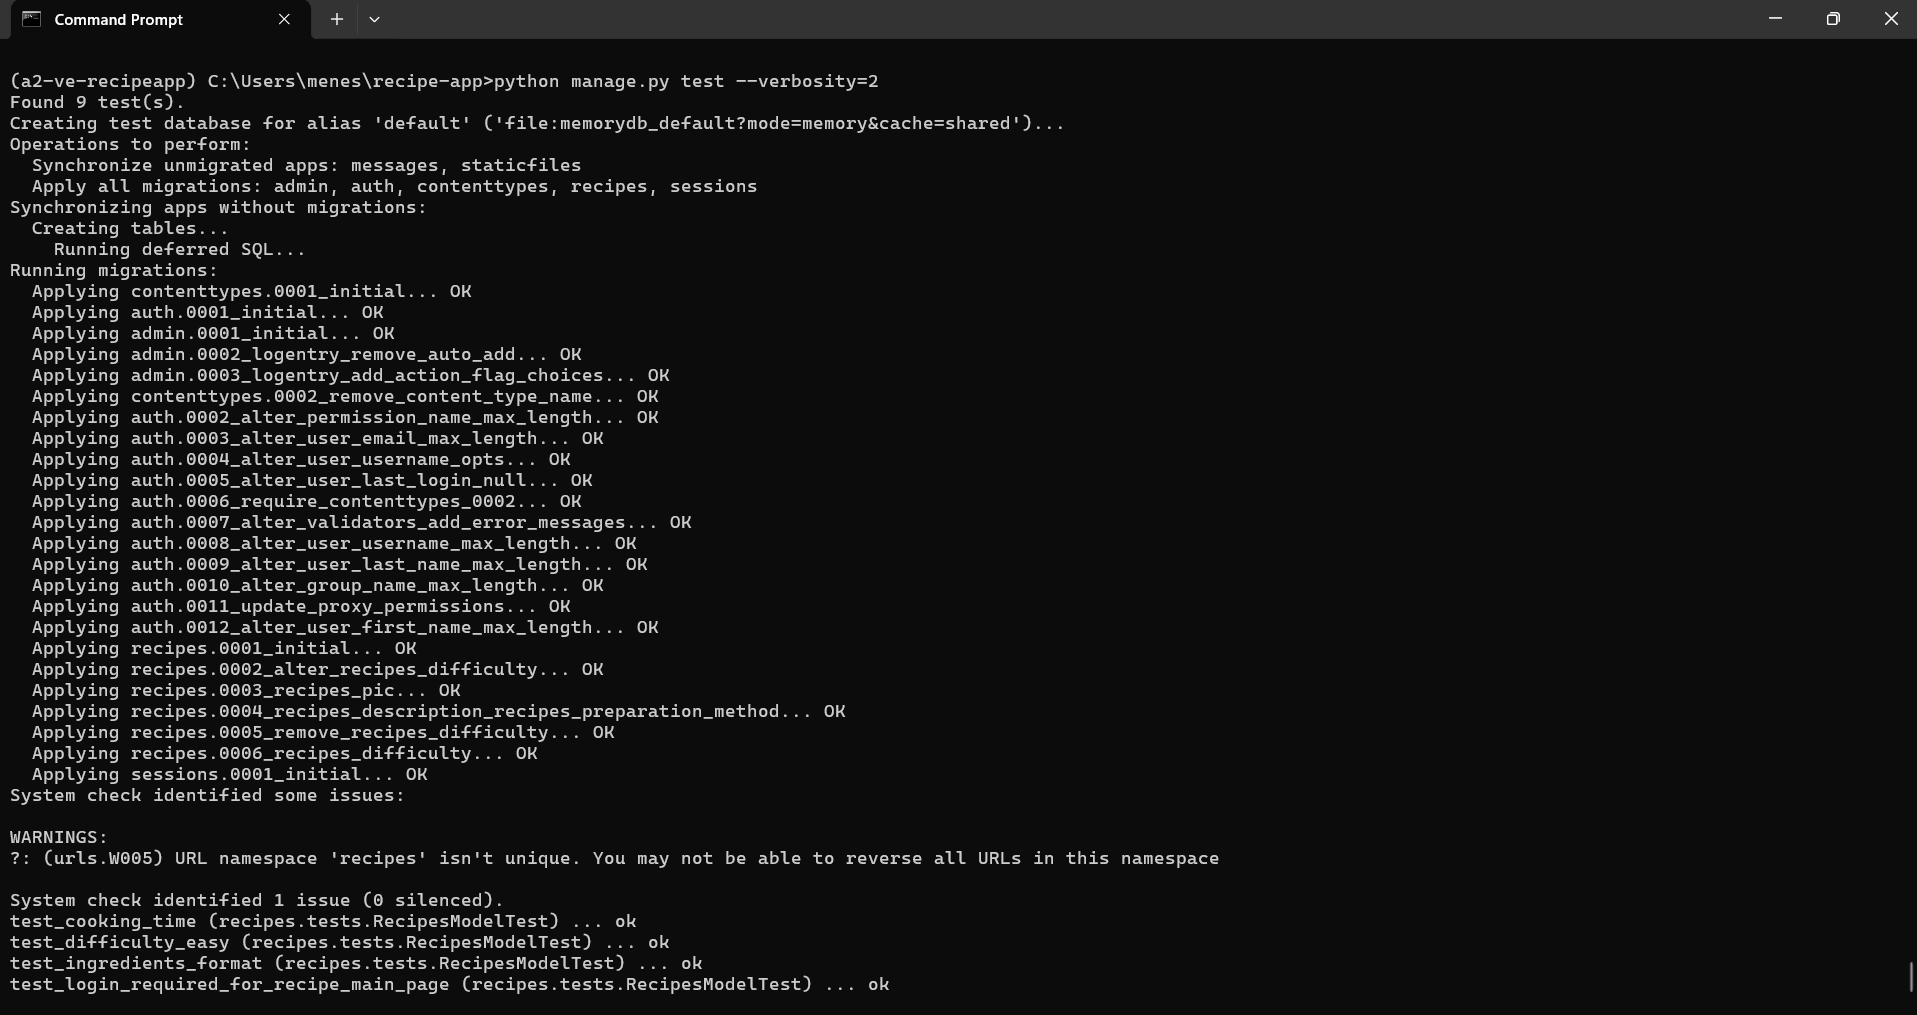 Command Prompt
(a2-ve-recipeapp) C:\Users\menes\recipe-app>python manage.py test --verbosity=2
Found 9 test(s).
Creating test database for alias 'default' ('file:memorydb_default?mode=memory&cache=shared')...
Operations to perform:
  Synchronize unmigrated apps: messages, staticfiles
  Apply all migrations: admin, auth, contenttypes, recipes, sessions
Synchronizing apps without migrations:
  Creating tables...
    Running deferred SQL...
Running migrations:
  Applying contenttypes.0001_initial... OK
  Applying auth.0001_initial... OK
  Applying admin.0001_initial... OK
  Applying admin.0002_logentry_remove_auto_add... OK
  Applying admin.0003_logentry_add_action_flag_choices... OK
  Applying contenttypes.0002_remove_content_type_name... OK
  Applying auth.0002_alter_permission_name_max_length... OK
  Applying auth.0003_alter_user_email_max_length... OK
  Applying auth.0004_alter_user_username_opts... OK
  Applying auth.0005_alter_user_last_login_null... OK
  Applying auth.0006_require_contenttypes_0002... OK
  Applying auth.0007_alter_validators_add_error_messages... OK
  Applying auth.0008_alter_user_username_max_length... OK
  Applying auth.0009_alter_user_last_name_max_length... OK
  Applying auth.0010_alter_group_name_max_length... OK
  Applying auth.0011_update_proxy_permissions... OK
  Applying auth.0012_alter_user_first_name_max_length... OK
  Applying recipes.0001_initial... OK
  Applying recipes.0002_alter_recipes_difficulty... OK
  Applying recipes.0003_recipes_pic... OK
  Applying recipes.0004_recipes_description_recipes_preparation_method... OK
  Applying recipes.0005_remove_recipes_difficulty... OK
  Applying recipes.0006_recipes_difficulty... OK
  Applying sessions.0001_initial... OK
System check identified some issues:
WARNINGS:
?: (urls.W005) URL namespace 'recipes' isn't unique. You may not be able to reverse all URLs in this namespace
System check identified 1 issue (0 silenced).
test_cooking_time (recipes.tests.RecipesModelTest) ... ok
test_difficulty_easy (recipes.tests.RecipesModelTest) ... ok
test_ingredients_format (recipes.tests.RecipesModelTest) ... ok
test_login_required_for_recipe_main_page (recipes.tests.RecipesModelTest) ... ok